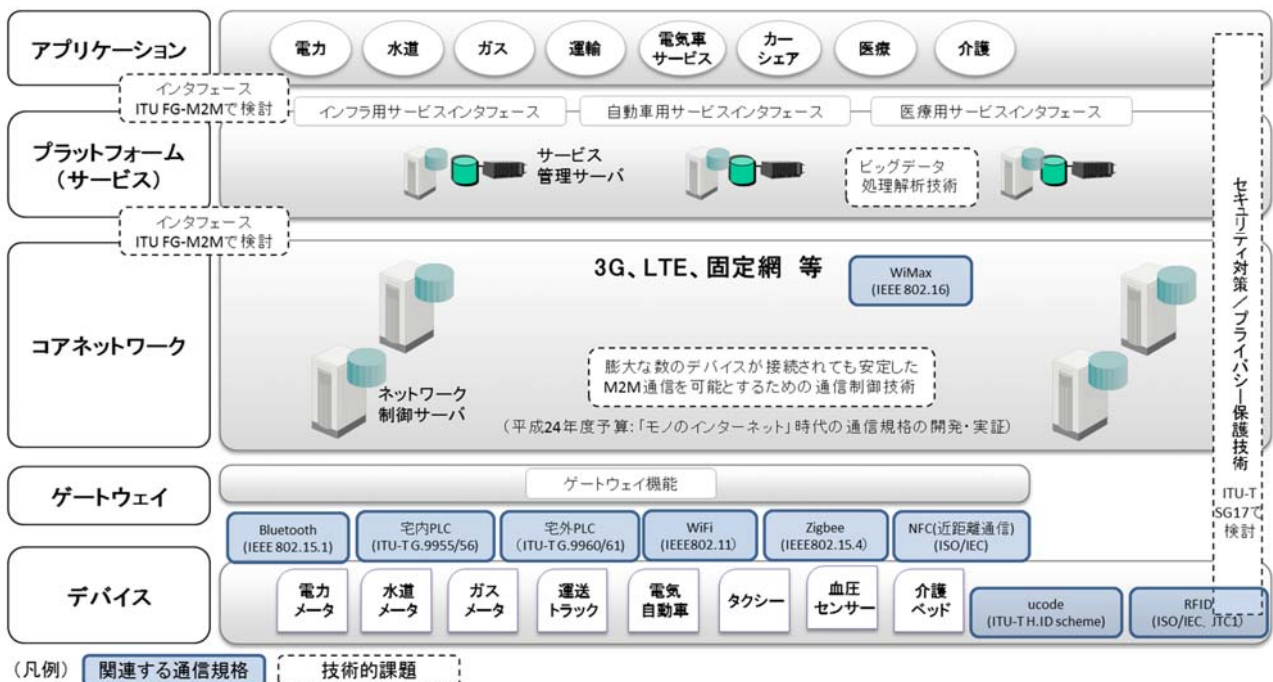 アプリケーション
電力
水道
ガス
運輸
電気車
サービス
カー
シェア
医療
介護
インタフェース
ITU FG-M2Mで検討
インフラ用サービスインタフェース
自動車用サービスインタフェース
医療用サービスインタフェース
プラットフォーム
（サービス）
サービス
管理サーバ
ビッグデータ
処理解析技術
インタフェース
ITU FG-M2Mで検討
コアネットワーク
3G、LTE、固定網 等
WiMax
(IEEE 802.16)
膨大な数のデバイスが接続されても安定した
M2M通信を可能とするための通信制御技術
ネットワーク
制御サーバ
（平成24年度予算：「モノのインターネット」時代の通信規格の開発・実証）
セキュリティ対策／プライバシー保護技術
ITU-T
SG17で
検討
ゲートウェイ
ゲートウェイ機能
Bluetooth
(IEEE 802.15.1)
宅内PLC
(ITU-T G.9955/56)
宅外PLC
（ITU-T G.9960/61)
WiFi
(IEEE802.11）
Zigbee
(IEEE802.15.4）
NFC(近距離通信)
(ISO/IEC)
デバイス
電力
メータ
水道
メータ
ガス
メータ
運送
トラック
電気
自動車
タクシー
血圧
センサー
介護
ベッド
ucode
(ITU-T H.ID scheme)
RFID
(ISO/IEC、JTC1)
（凡例）
関連する通信規格
技術的課題